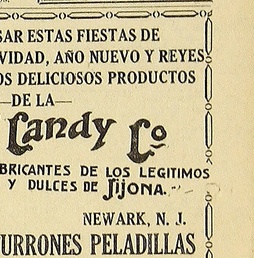 SAR ESTAS FIESTAS DE
VIDAD, AÑO NUEVO Y REYES
OS DELICIOSOS PRODUCTOS
—DE LA—
Candy Co
BRICANTES DE LOS LEGITIMOS
Y DULCES DE JIJONA.
NEWARK, N. J.
URRONES PELADILLAS